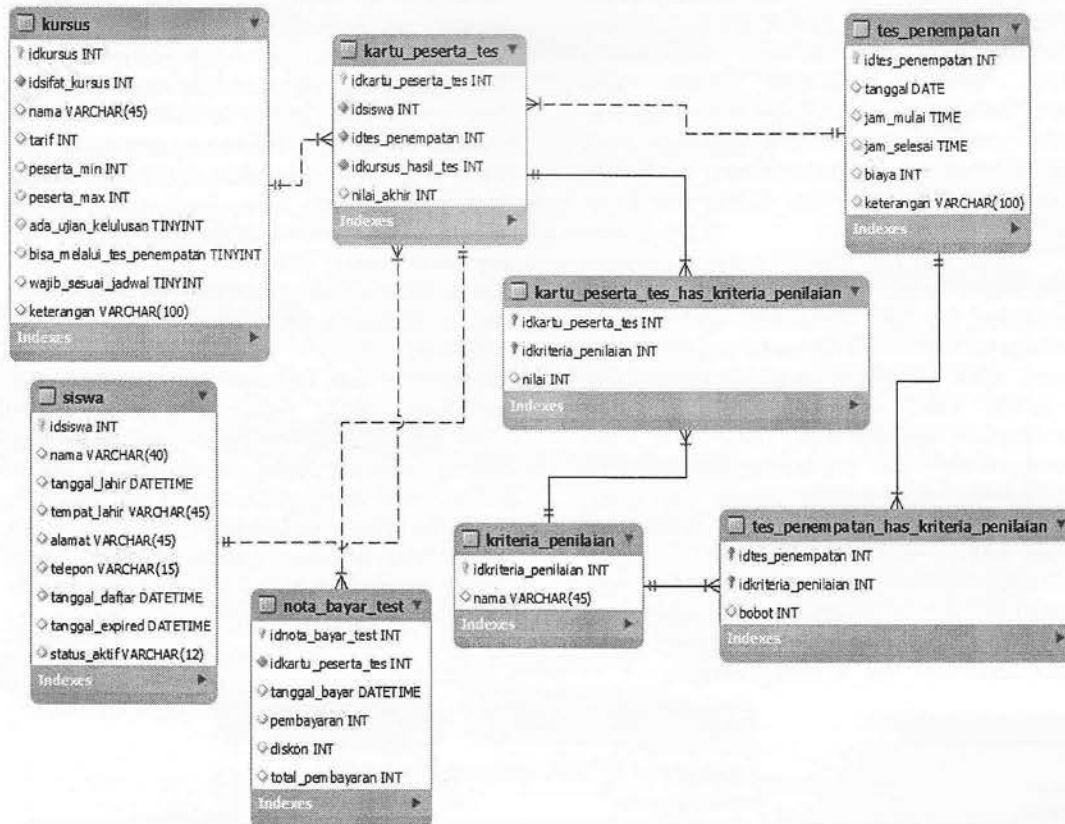 kursus
idkursus INT
idsifat_kursus INT
nama VARCHAR(45)
tarif INT
peserta_min INT
peserta_max INT
ada_ujian_kelulusan TINYINT
bisa_melalui_tes_penempatan TINYINT
wajib_sesuai_jadwal TINYINT
keterangan VARCHAR(100)
Indexes
kartu_peserta_tes
idkartu_peserta_tes INT
idsiswa INT
idtes_penempatan INT
idkursus_hasil_tes INT
nilai_akhir INT
Indexes
tes_penempatan
idtes_penempatan INT
tanggal DATE
jam_mulai TIME
jam_selesai TIME
biaya INT
keterangan VARCHAR(100)
Indexes
kartu_peserta_tes_has_kriteria_penilaian
idkartu_peserta_tes INT
idkriteria_penilaian INT
nilai INT
Indexes
siswa
idsiswa INT
nama VARCHAR(40)
tanggal_lahir DATETIME
tempat_lahir VARCHAR(45)
alamat VARCHAR(45)
telepon VARCHAR(15)
tanggal_daftar DATETIME
tanggal_expired DATETIME
status_aktif VARCHAR(12)
Indexes
nota_bayar_test
idnota_bayar_test INT
idkartu_peserta_tes INT
tanggal_bayar DATETIME
pembayaran INT
diskon INT
total_pembayaran INT
Indexes
kriteria_penilaian
idkriteria_penilaian INT
nama VARCHAR(45)
Indexes
tes_penempatan_has_kriteria_penilaian
idtes_penempatan INT
idkriteria_penilaian INT
bobot INT
Indexes